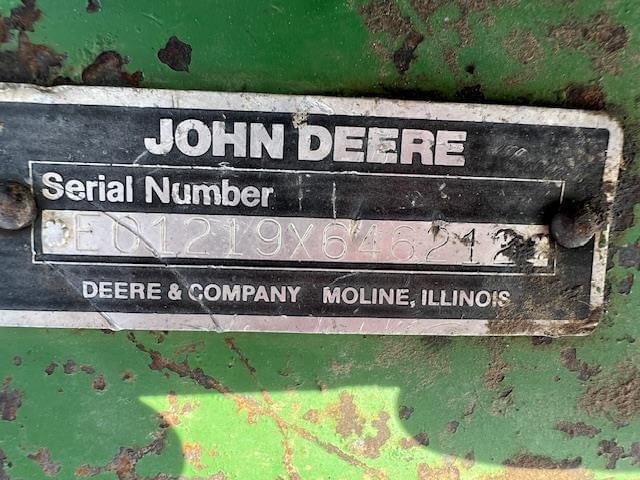 JOHN DEERE
Serial Number
E01219X646212
DEERE & COMPANY MOLINE, ILLINOIS